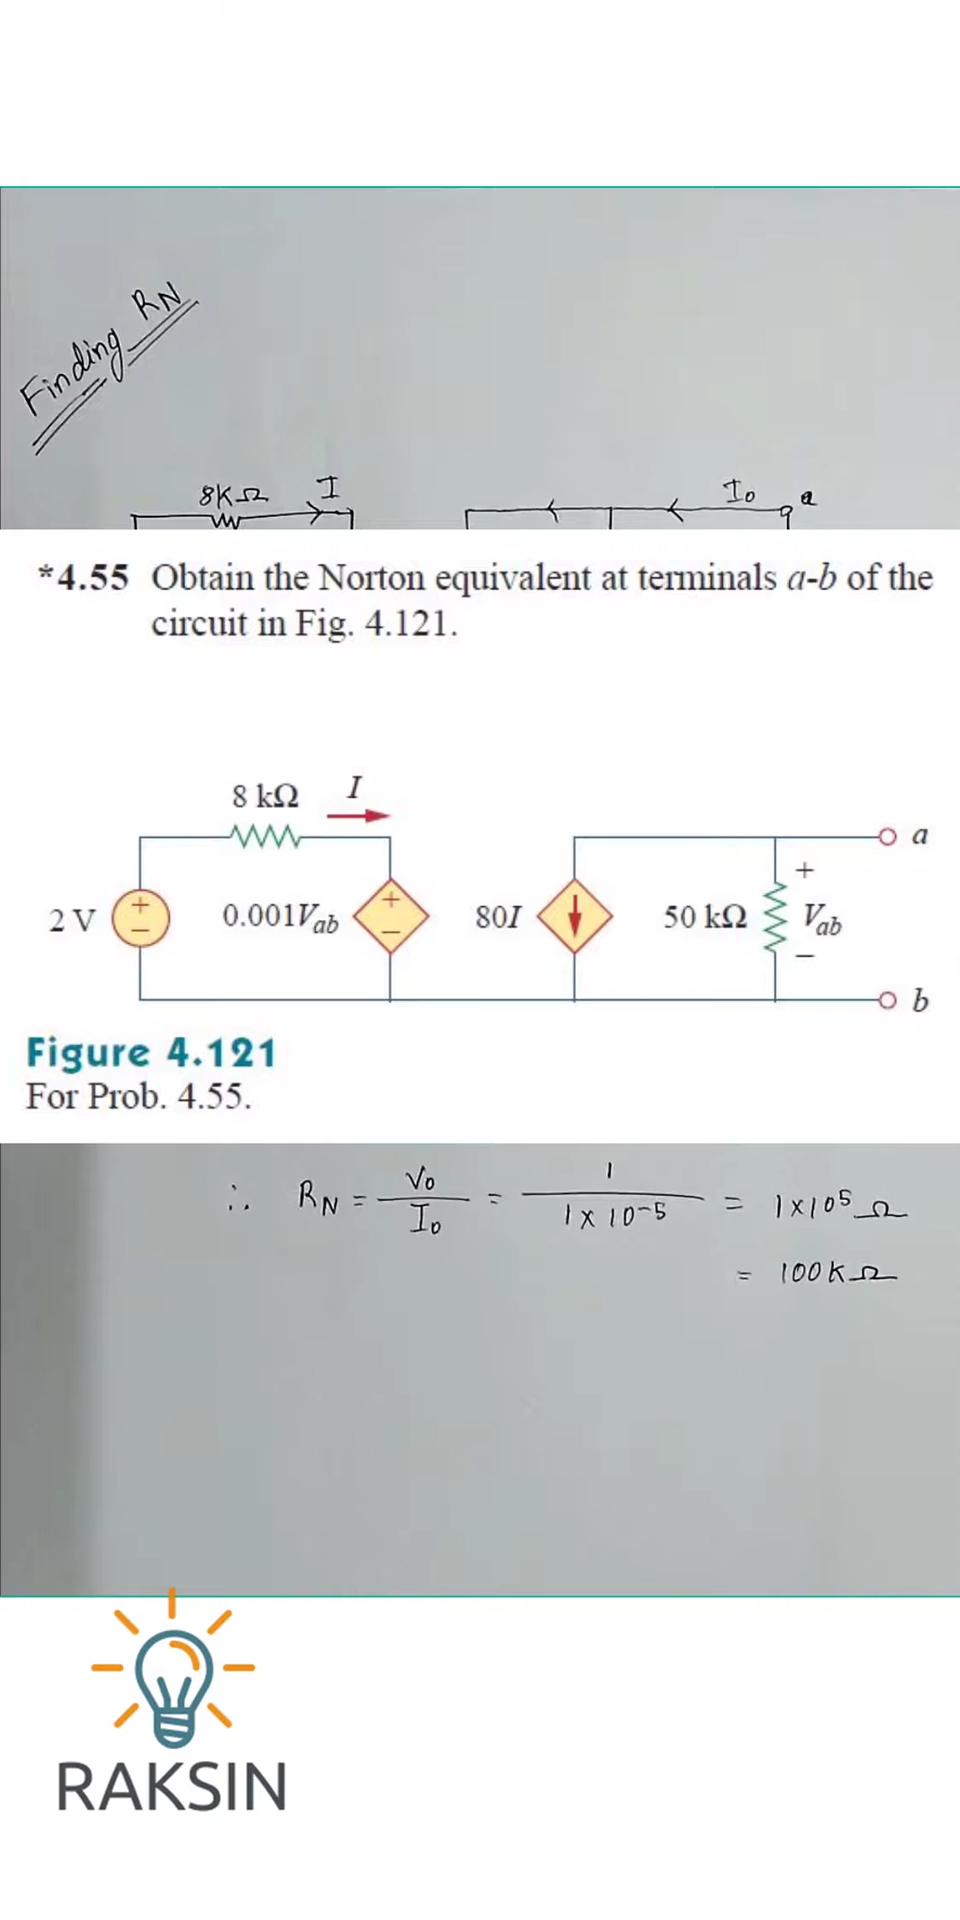 Finding RN
8KΩ I
Io a
*4.55 Obtain the Norton equivalent at terminals a-b of the
circuit in Fig. 4.121.
8 kΩ I
a
2 V + − 0.001Vab + − 80I 50 kΩ + Vab −
b
Figure 4.121
For Prob. 4.55.
∴ RN = Vo / Io = 1 / 1 x 10-5 = 1x10⁵ Ω
= 100KΩ
RAKSIN